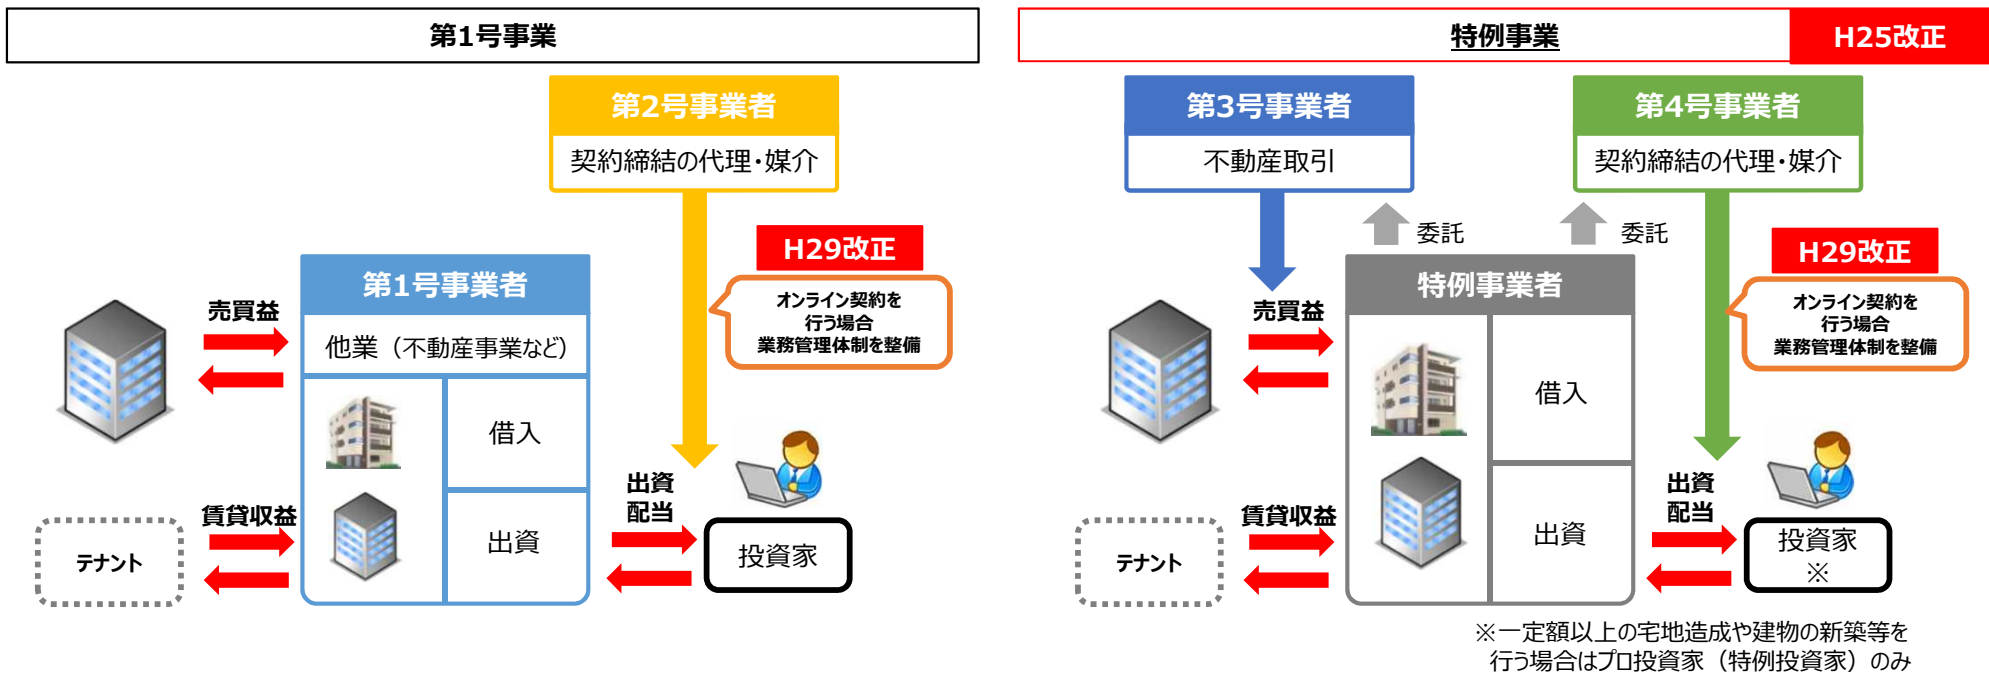 第1号事業
第2号事業者
契約締結の代理・媒介
H29改正
オンライン契約を
行う場合
業務管理体制を整備
第1号事業者
他業（不動産事業など）
借入
出資
売買益
賃貸収益
テナント
出資
配当
投資家
特例事業
H25改正
第3号事業者
不動産取引
第4号事業者
契約締結の代理・媒介
委託
委託
H29改正
オンライン契約を
行う場合
業務管理体制を整備
特例事業者
借入
出資
売買益
賃貸収益
テナント
出資
配当
投資家
※
※一定額以上の宅地造成や建物の新築等を
行う場合はプロ投資家（特例投資家）のみ